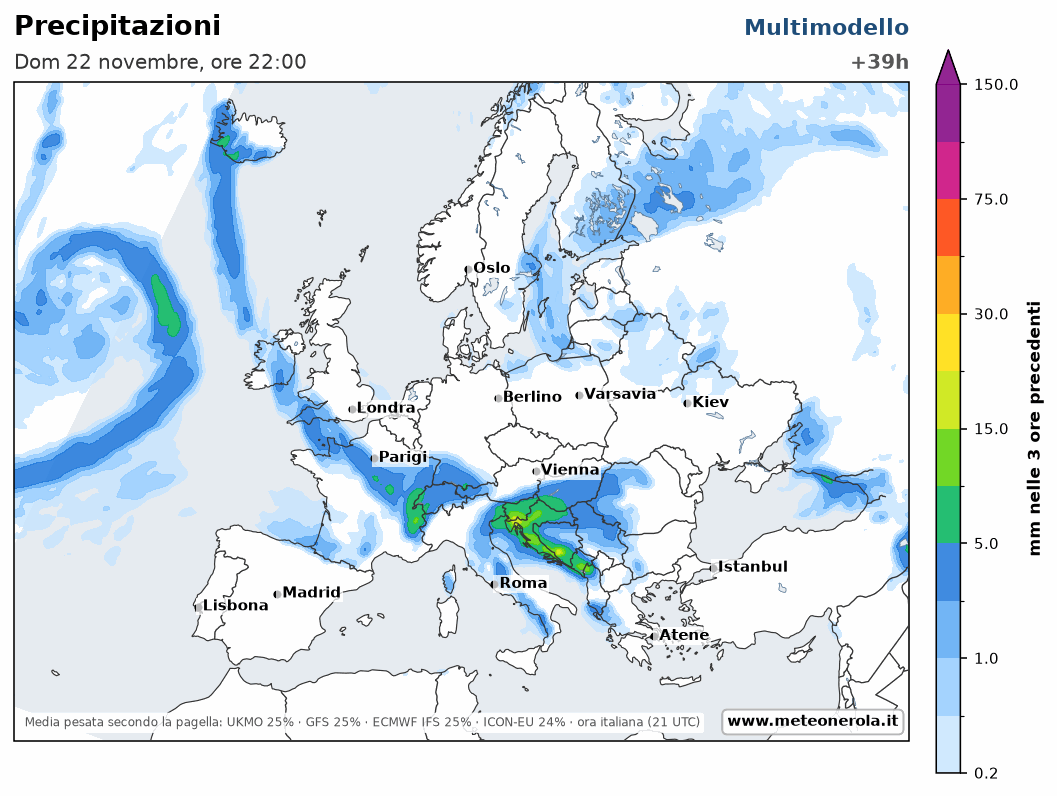 Precipitazioni
Multimodello
Dom 22 novembre, ore 22:00
+39h
150.0
75.0
30.0
15.0
5.0
1.0
0.2
mm nelle 3 ore precedenti
Oslo
Berlino
Varsavia
Kiev
Londra
Parigi
Vienna
Istanbul
Roma
Madrid
Lisbona
Atene
Media pesata secondo la pagella: UKMO 25% · GFS 25% · ECMWF IFS 25% · ICON-EU 24% · ora italiana (21 UTC)
www.meteonerola.it